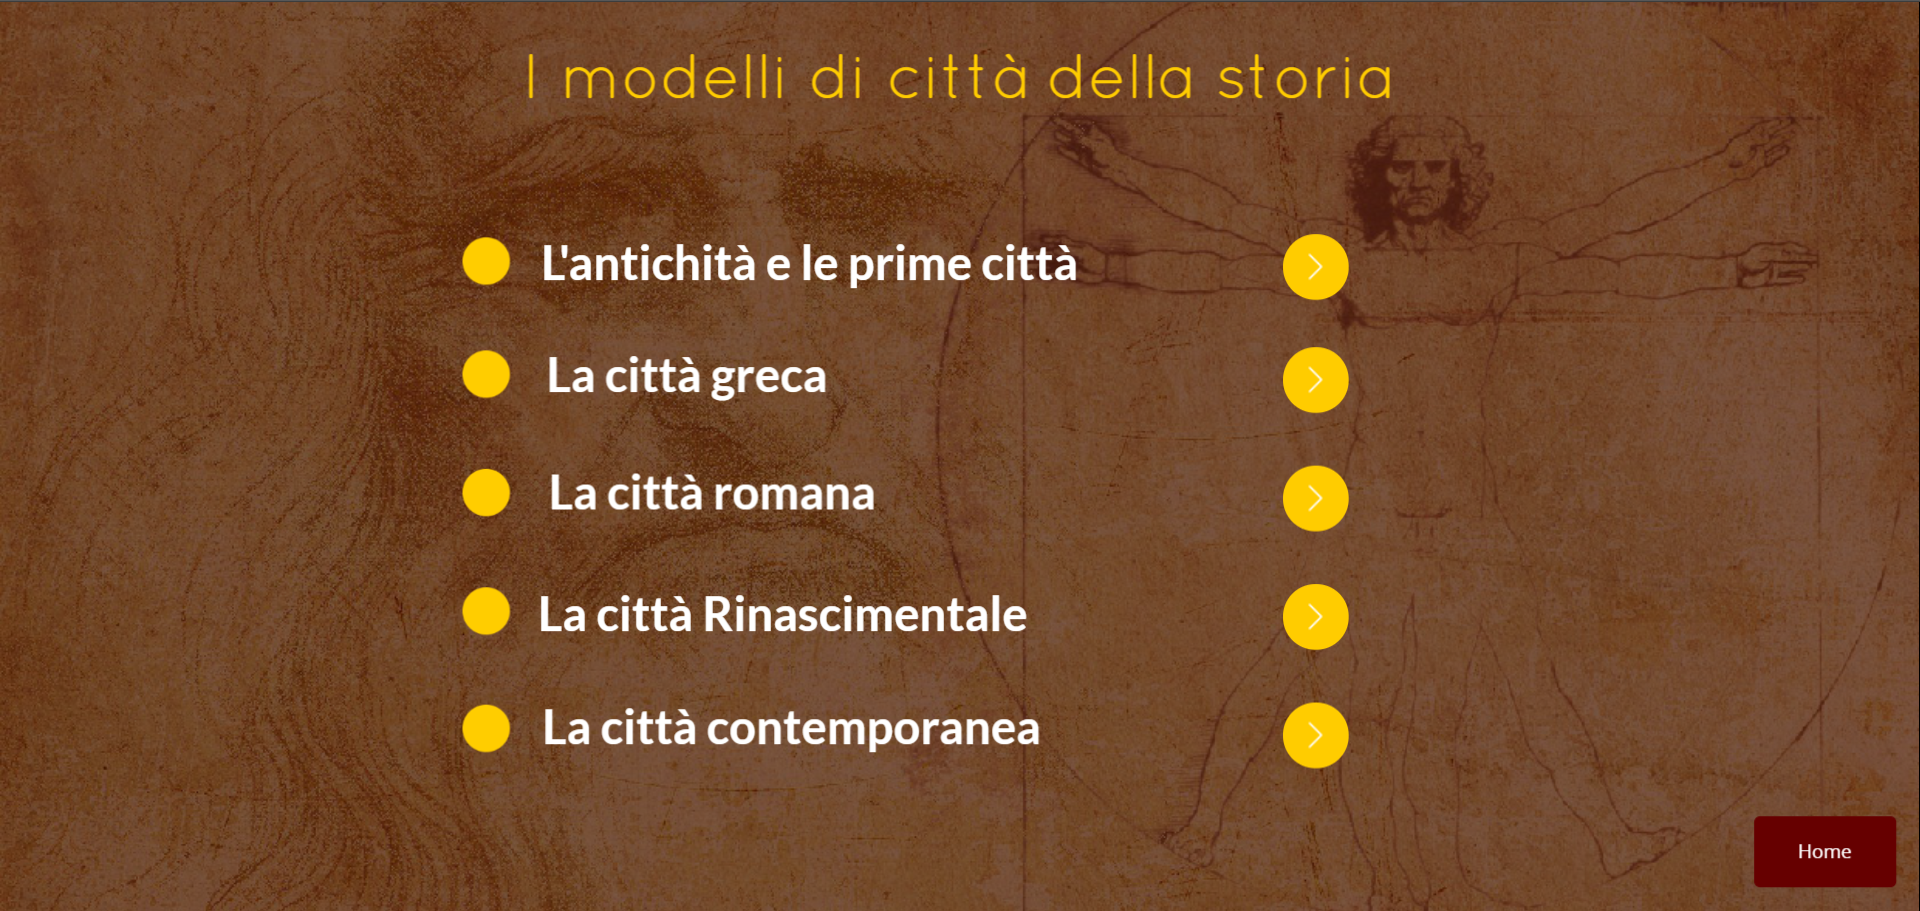 I modelli di città della storia
L'antichità e le prime città
La città greca
La città romana
La città Rinascimentale
La città contemporanea
Home